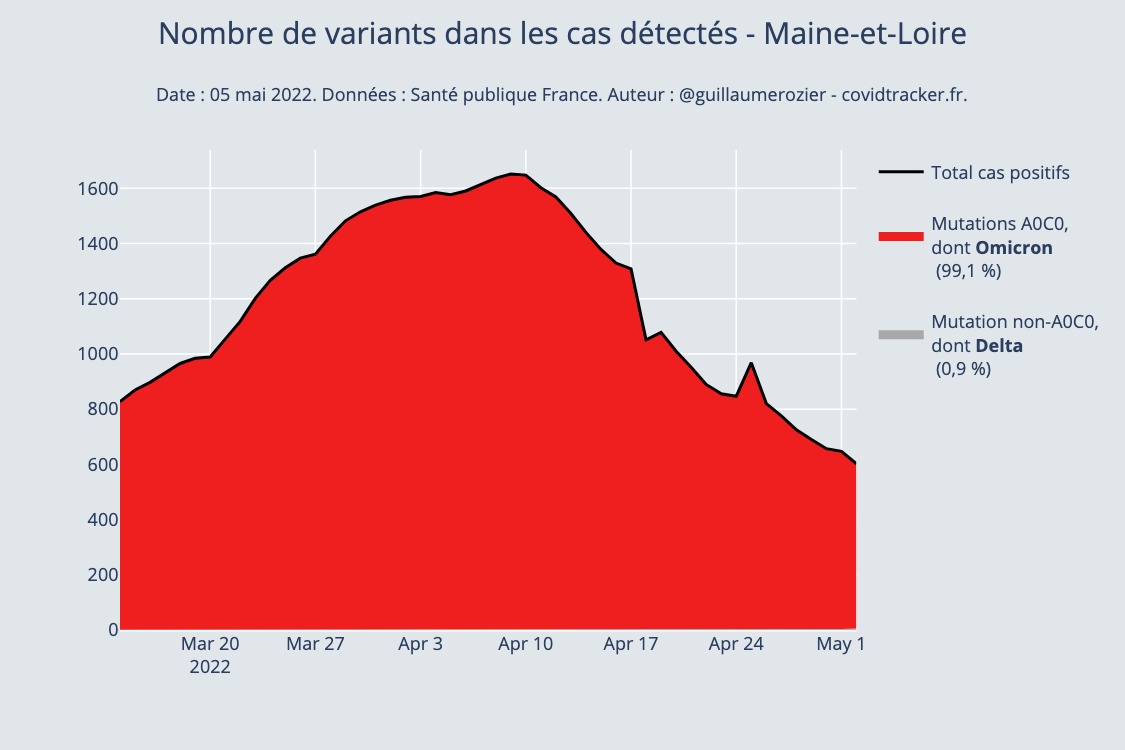 Nombre de variants dans les cas détectés - Maine-et-Loire
Date : 05 mai 2022. Données : Santé publique France. Auteur : @guillaumerozier - covidtracker.fr.
1600
1400
1200
1000
800
600
400
200
0
Mar 20
2022
Mar 27
Apr 3
Apr 10
Apr 17
Apr 24
May 1
Total cas positifs
Mutations A0C0,
dont Omicron
(99,1 %)
Mutation non-A0C0,
dont Delta
(0,9 %)